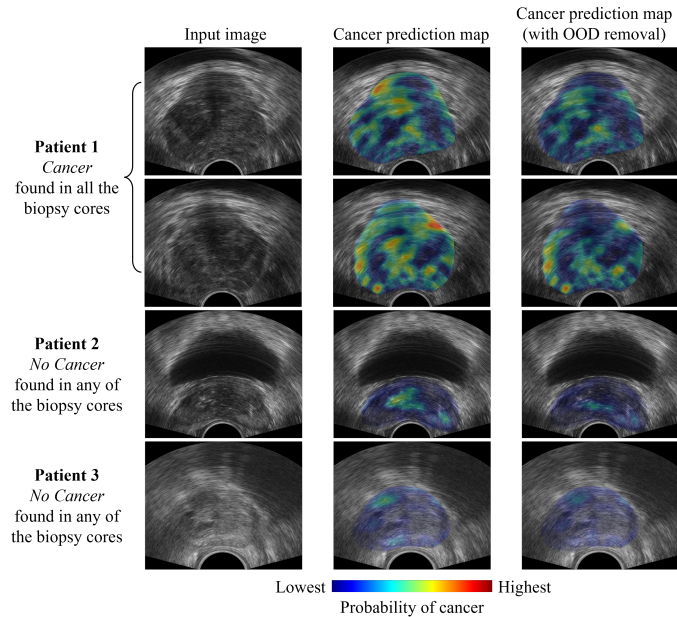 Input image
Cancer prediction map
Cancer prediction map
(with OOD removal)
Patient 1
Cancer
found in all the
biopsy cores
Patient 2
No Cancer
found in any of
the biopsy cores
Patient 3
No Cancer
found in any of
the biopsy cores
Lowest
Highest
Probability of cancer